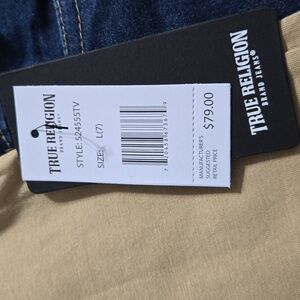 TRUE RELIGION
BRAND JEANS
STYLE: 524555TV
SIZE: L(7)
$79.00
MANUFACTURER'S
SUGGESTED
RETAIL PRICE
TRUE RELIGION
BRAND JEANS®